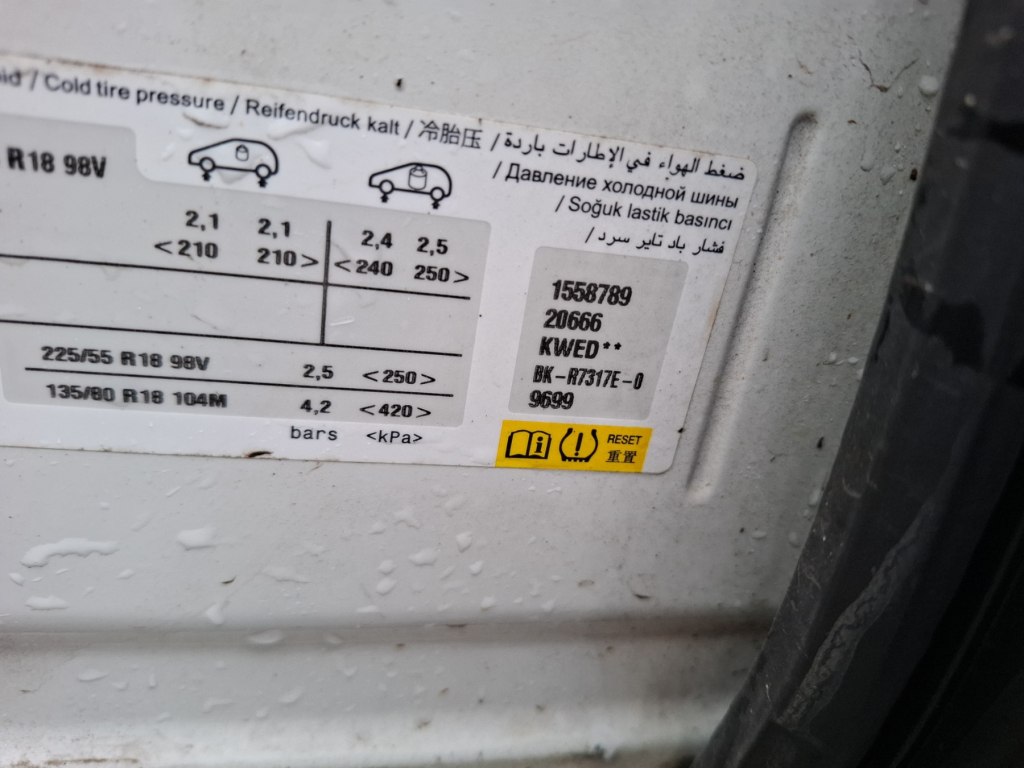 / Cold tire pressure / Reifendruck kalt / 冷胎压 / ضغط الهواء في الإطارات باردة
/ Давление холодной шины
/ Soğuk lastik basıncı
/ فشار باد تایر سرد
R18 98V
2,1 2,1 2,4 2,5
<210 210> <240 250>
225/55 R18 98V 2,5 <250>
135/80 R18 104M 4,2 <420>
bars <kPa>
1558789
20666
KWED**
BK-R7317E-0
9699
RESET
重置